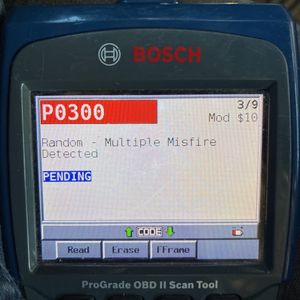 BOSCH
P0300
3/9
Mod $10
Random - Multiple Misfire
Detected
PENDING
CODE
Read Erase FFrame
ProGrade OBD II Scan Tool